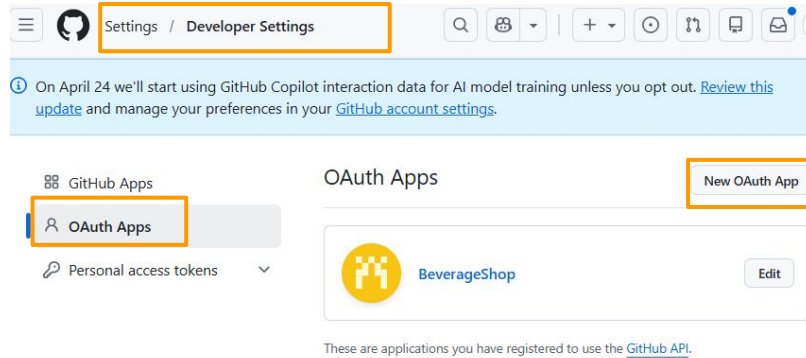 Settings / Developer Settings
On April 24 we'll start using GitHub Copilot interaction data for AI model training unless you opt out. Review this
update and manage your preferences in your GitHub account settings.
GitHub Apps
OAuth Apps
Personal access tokens
OAuth Apps
New OAuth App
BeverageShop
Edit
These are applications you have registered to use the GitHub API.